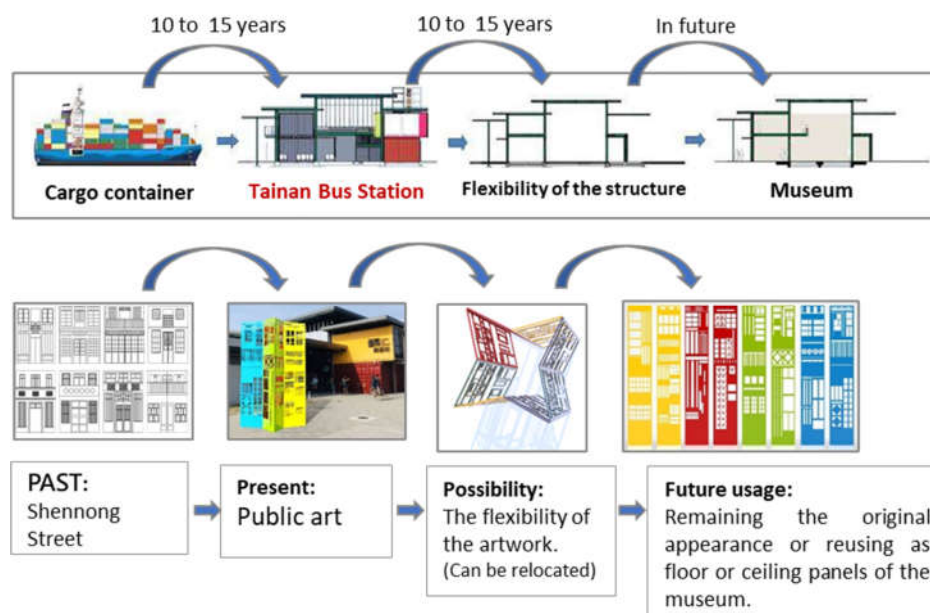 10 to 15 years
10 to 15 years
In future
Cargo container
Tainan Bus Station
Flexibility of the structure
Museum
PAST:
Shennong
Street
Present:
Public art
Possibility:
The flexibility of
the artwork.
(Can be relocated)
Future usage:
Remaining the original
appearance or reusing as
floor or ceiling panels of the
museum.